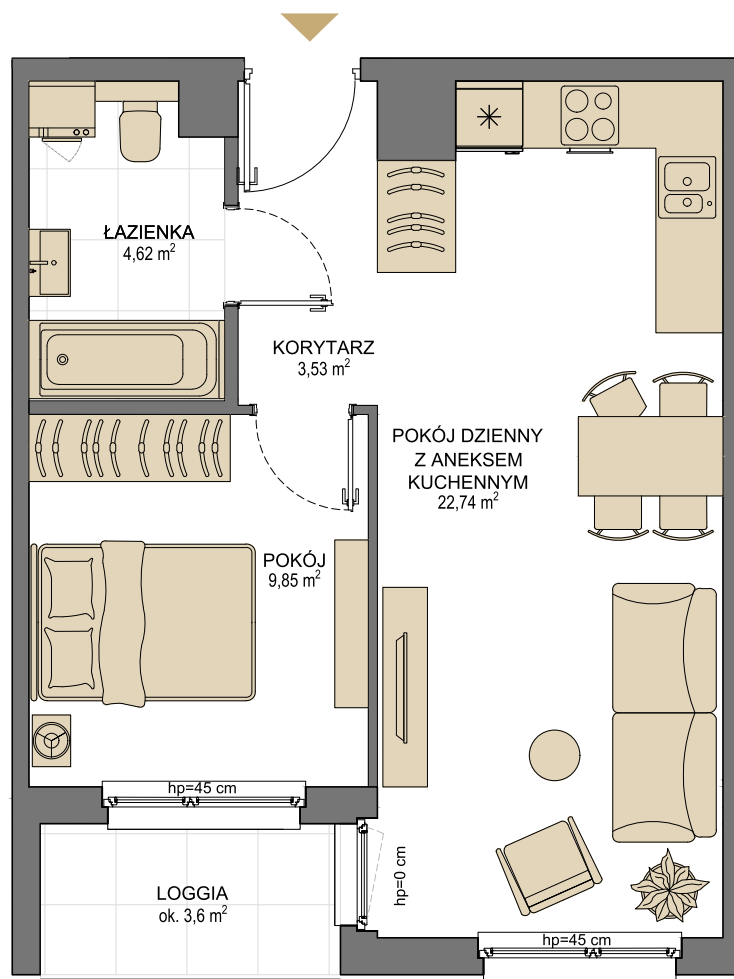 ŁAZIENKA
4,62 m²
KORYTARZ
3,53 m²
POKÓJ DZIENNY
Z ANEKSEM
KUCHENNYM
22,74 m²
POKÓJ
9,85 m²
hp=45 cm
hp=0 cm
LOGGIA
ok. 3,6 m²
hp=45 cm